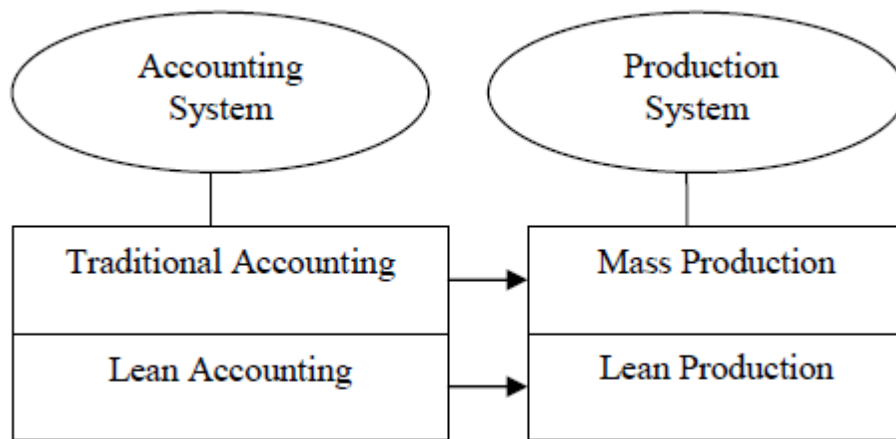 Accounting
System
Production
System
Traditional Accounting
Mass Production
Lean Accounting
Lean Production